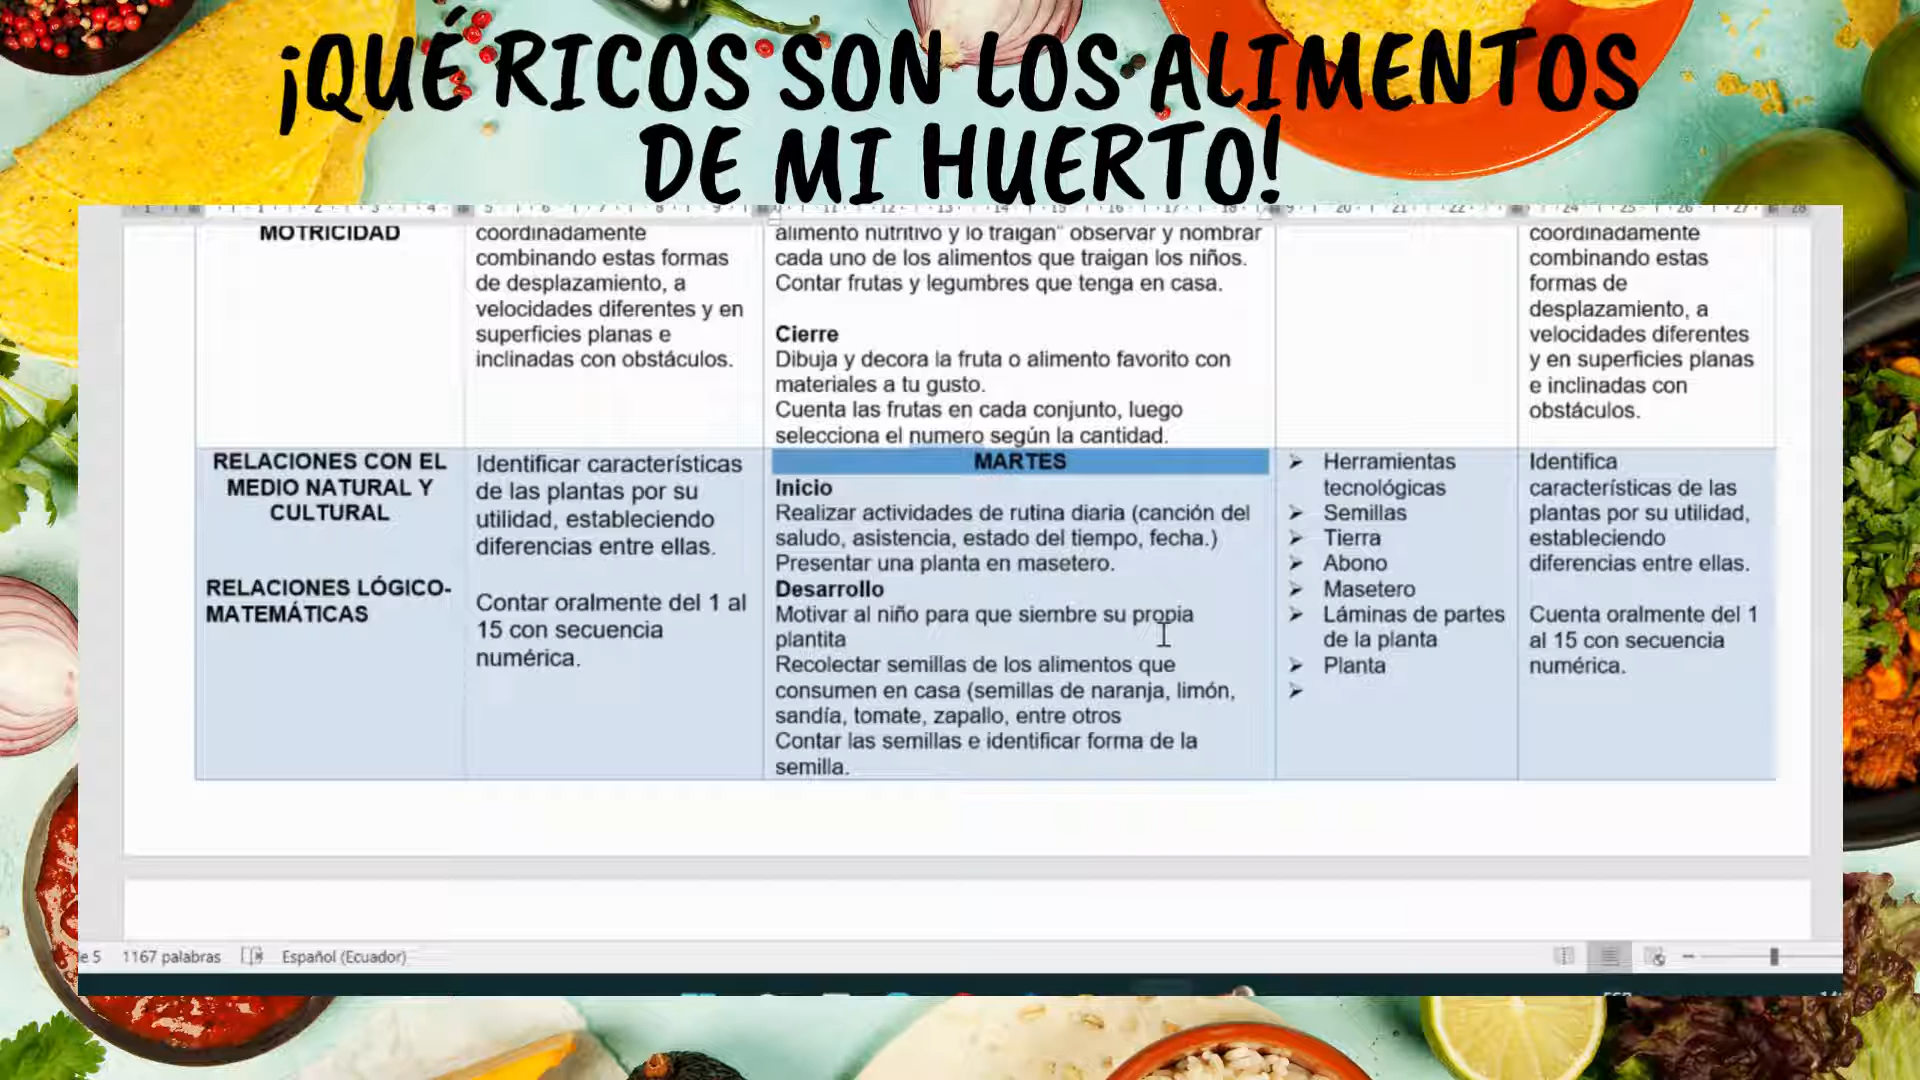 ¡QUÉ RICOS SON LOS ALIMENTOS
DE MI HUERTO!
MOTRICIDAD
coordinadamente
combinando estas formas
de desplazamiento, a
velocidades diferentes y en
superficies planas e
inclinadas con obstáculos.
alimento nutritivo y lo traigan" observar y nombrar
cada uno de los alimentos que traigan los niños.
Contar frutas y legumbres que tenga en casa.
Cierre
Dibuja y decora la fruta o alimento favorito con
materiales a tu gusto.
Cuenta las frutas en cada conjunto, luego
selecciona el numero según la cantidad.
coordinadamente
combinando estas
formas de
desplazamiento, a
velocidades diferentes
y en superficies planas
e inclinadas con
obstáculos.
RELACIONES CON EL
MEDIO NATURAL Y
CULTURAL
RELACIONES LÓGICO-
MATEMÁTICAS
Identificar características
de las plantas por su
utilidad, estableciendo
diferencias entre ellas.
Contar oralmente del 1 al
15 con secuencia
numérica.
MARTES
Inicio
Realizar actividades de rutina diaria (canción del
saludo, asistencia, estado del tiempo, fecha.)
Presentar una planta en masetero.
Desarrollo
Motivar al niño para que siembre su propia
plantita
Recolectar semillas de los alimentos que
consumen en casa (semillas de naranja, limón,
sandía, tomate, zapallo, entre otros
Contar las semillas e identificar forma de la
semilla.
➢ Herramientas
tecnológicas
➢ Semillas
➢ Tierra
➢ Abono
➢ Masetero
➢ Láminas de partes
de la planta
➢ Planta
➢
Identifica
características de las
plantas por su utilidad,
estableciendo
diferencias entre ellas.
Cuenta oralmente del 1
al 15 con secuencia
numérica.
e 5 1167 palabras Español (Ecuador)